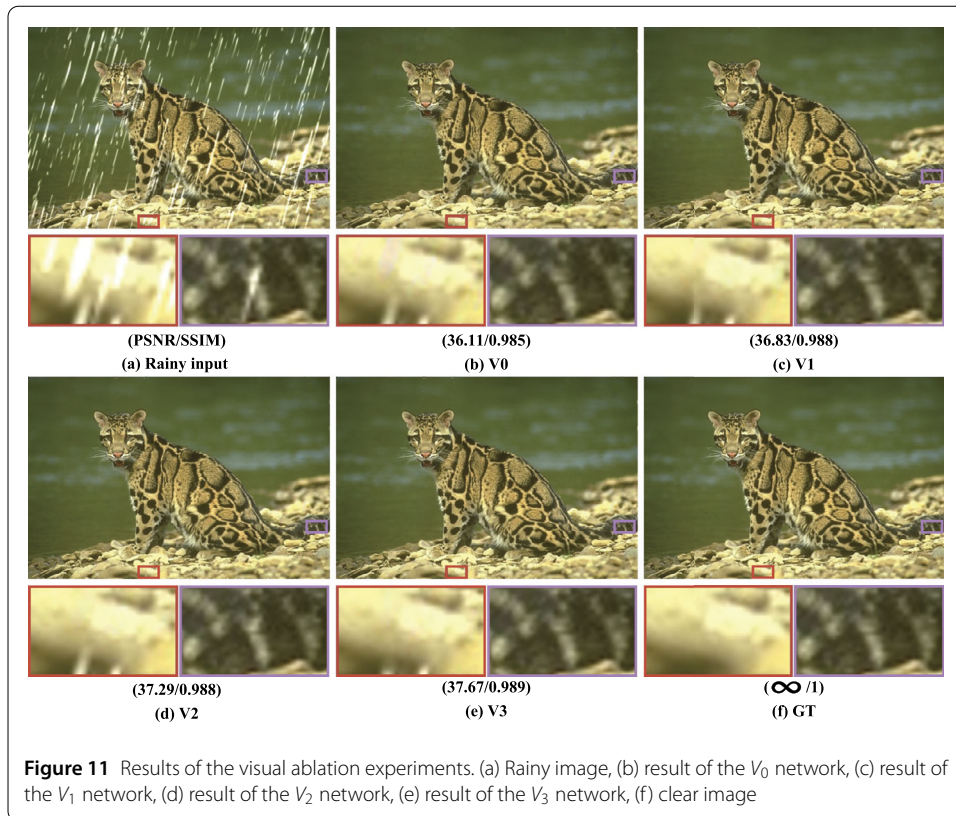 (PSNR/SSIM) (36.11/0.985) (36.83/0.988)
(a) Rainy input (b) V0 (c) V1
(37.29/0.988) (37.67/0.989) (∞ /1)
(d) V2 (e) V3 (f) GT
Figure 11 Results of the visual ablation experiments. (a) Rainy image, (b) result of the V₀ network, (c) result of
the V₁ network, (d) result of the V₂ network, (e) result of the V₃ network, (f) clear image